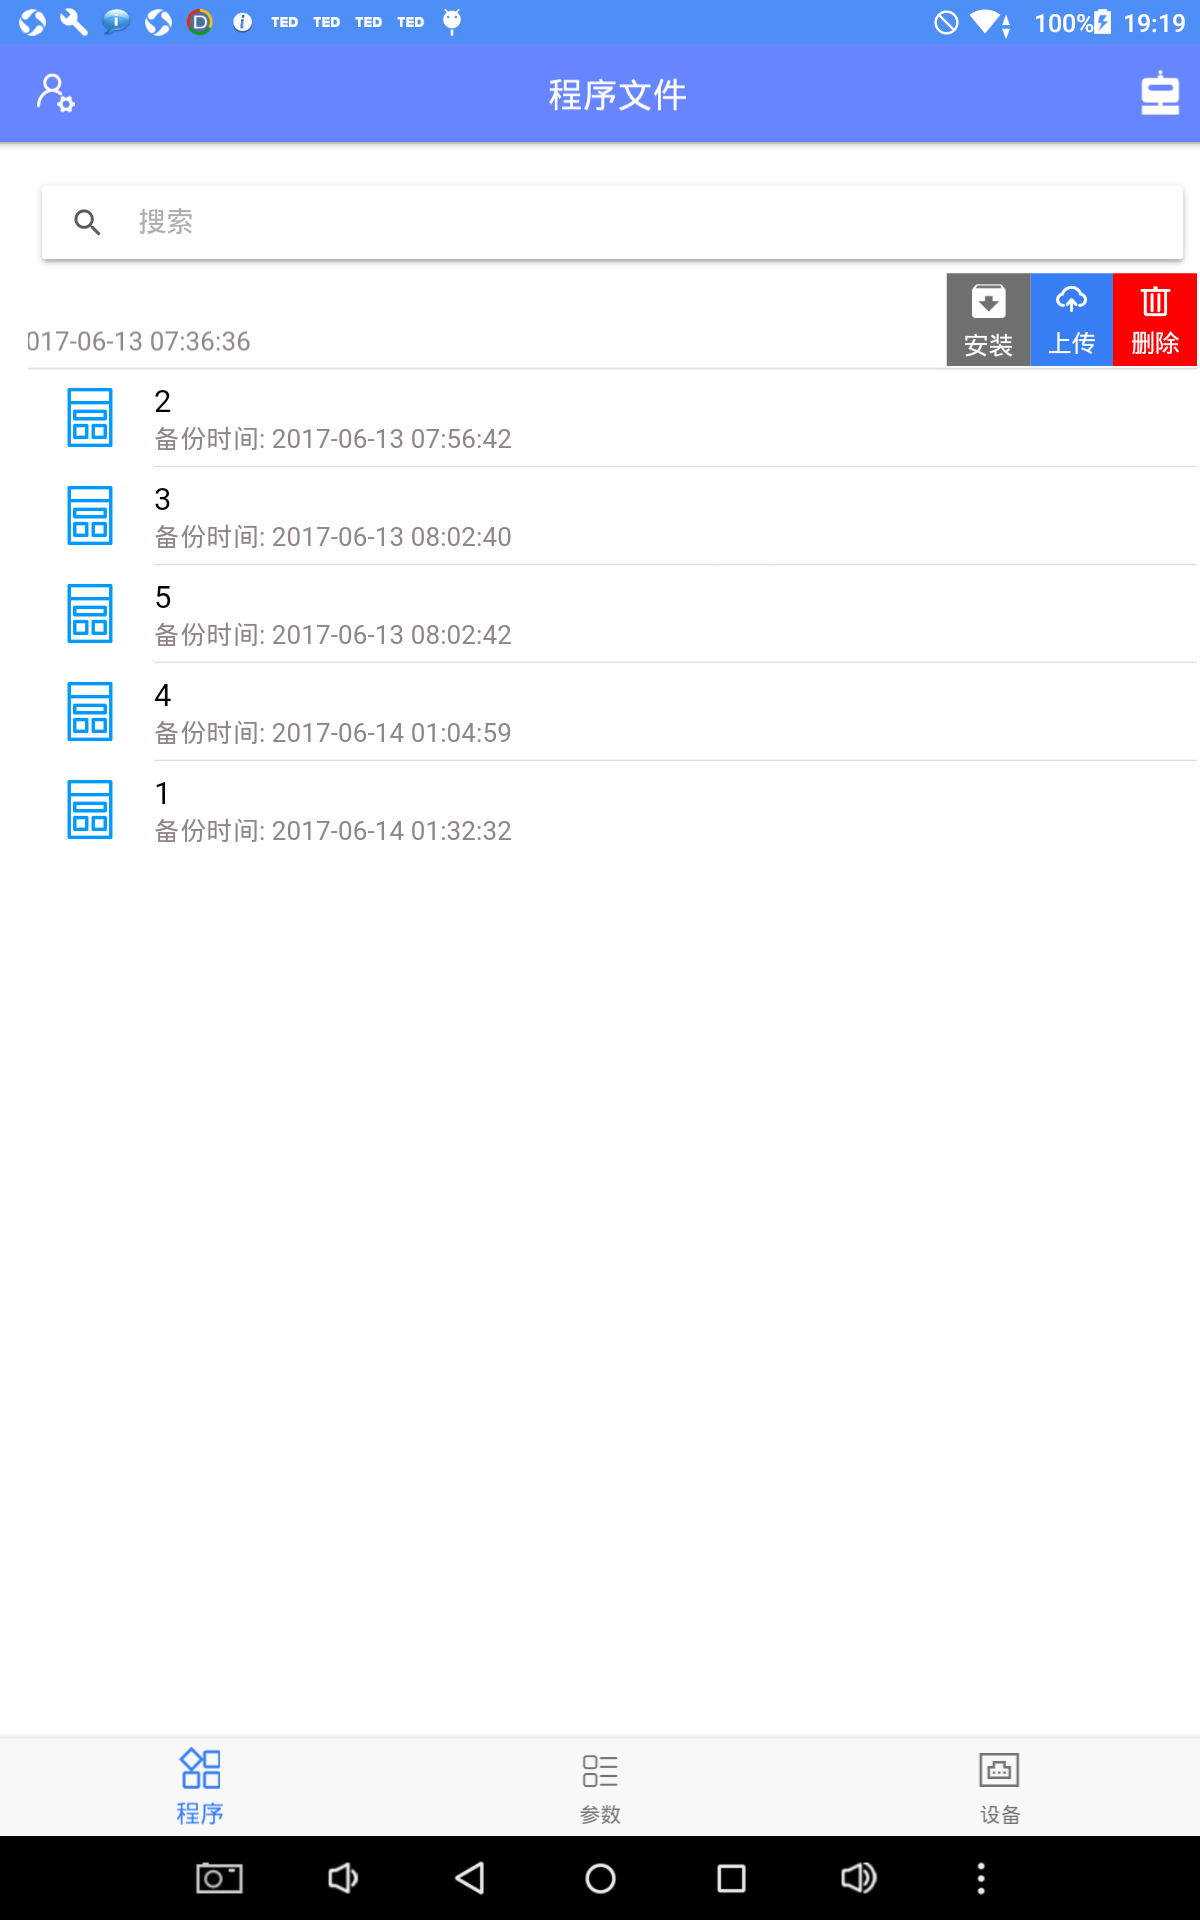 TED TED TED TED 100% 19:19
程序文件
搜索
017-06-13 07:36:36
安装 上传 删除
2
备份时间: 2017-06-13 07:56:42
3
备份时间: 2017-06-13 08:02:40
5
备份时间: 2017-06-13 08:02:42
4
备份时间: 2017-06-14 01:04:59
1
备份时间: 2017-06-14 01:32:32
程序 参数 设备